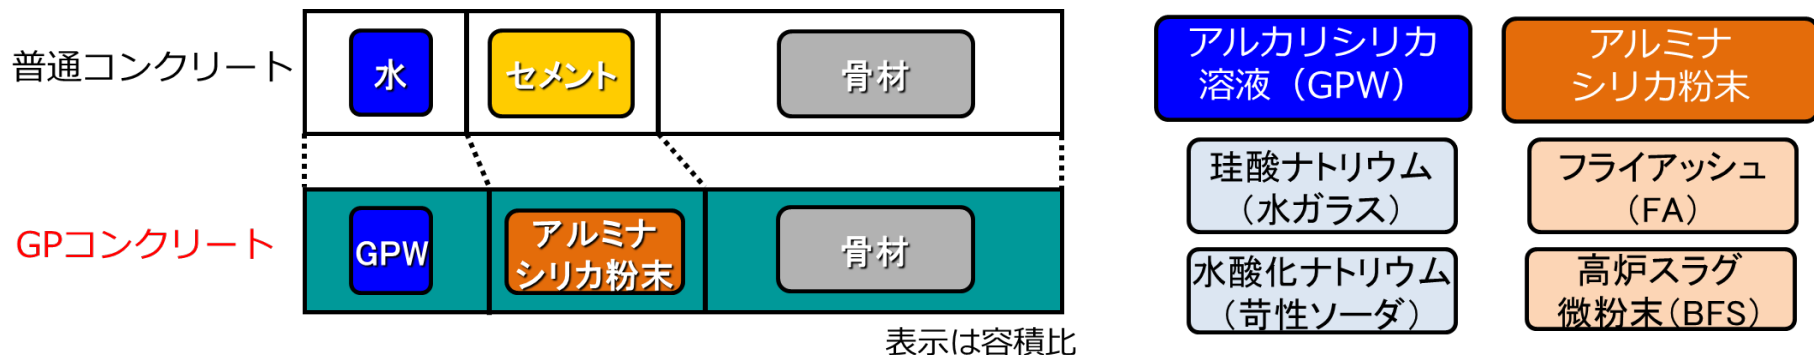 普通コンクリート
水
セメント
骨材
GPコンクリート
GPW
アルミナ
シリカ粉末
骨材
表示は容積比
アルカリシリカ
溶液（GPW）
アルミナ
シリカ粉末
珪酸ナトリウム
（水ガラス）
フライアッシュ
（FA）
水酸化ナトリウム
（苛性ソーダ）
高炉スラグ
微粉末（BFS）